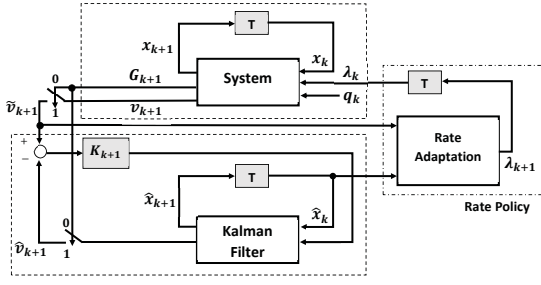 T
x_{k+1}
x_k
System
G_{k+1}
λ_k
T
0
v_{k+1}
q_k
ṽ_{k+1}
1
+
−
K_{k+1}
Rate
Adaptation
λ_{k+1}
T
x̂_{k+1}
x̂_k
Rate Policy
0
Kalman
Filter
v̂_{k+1}
1